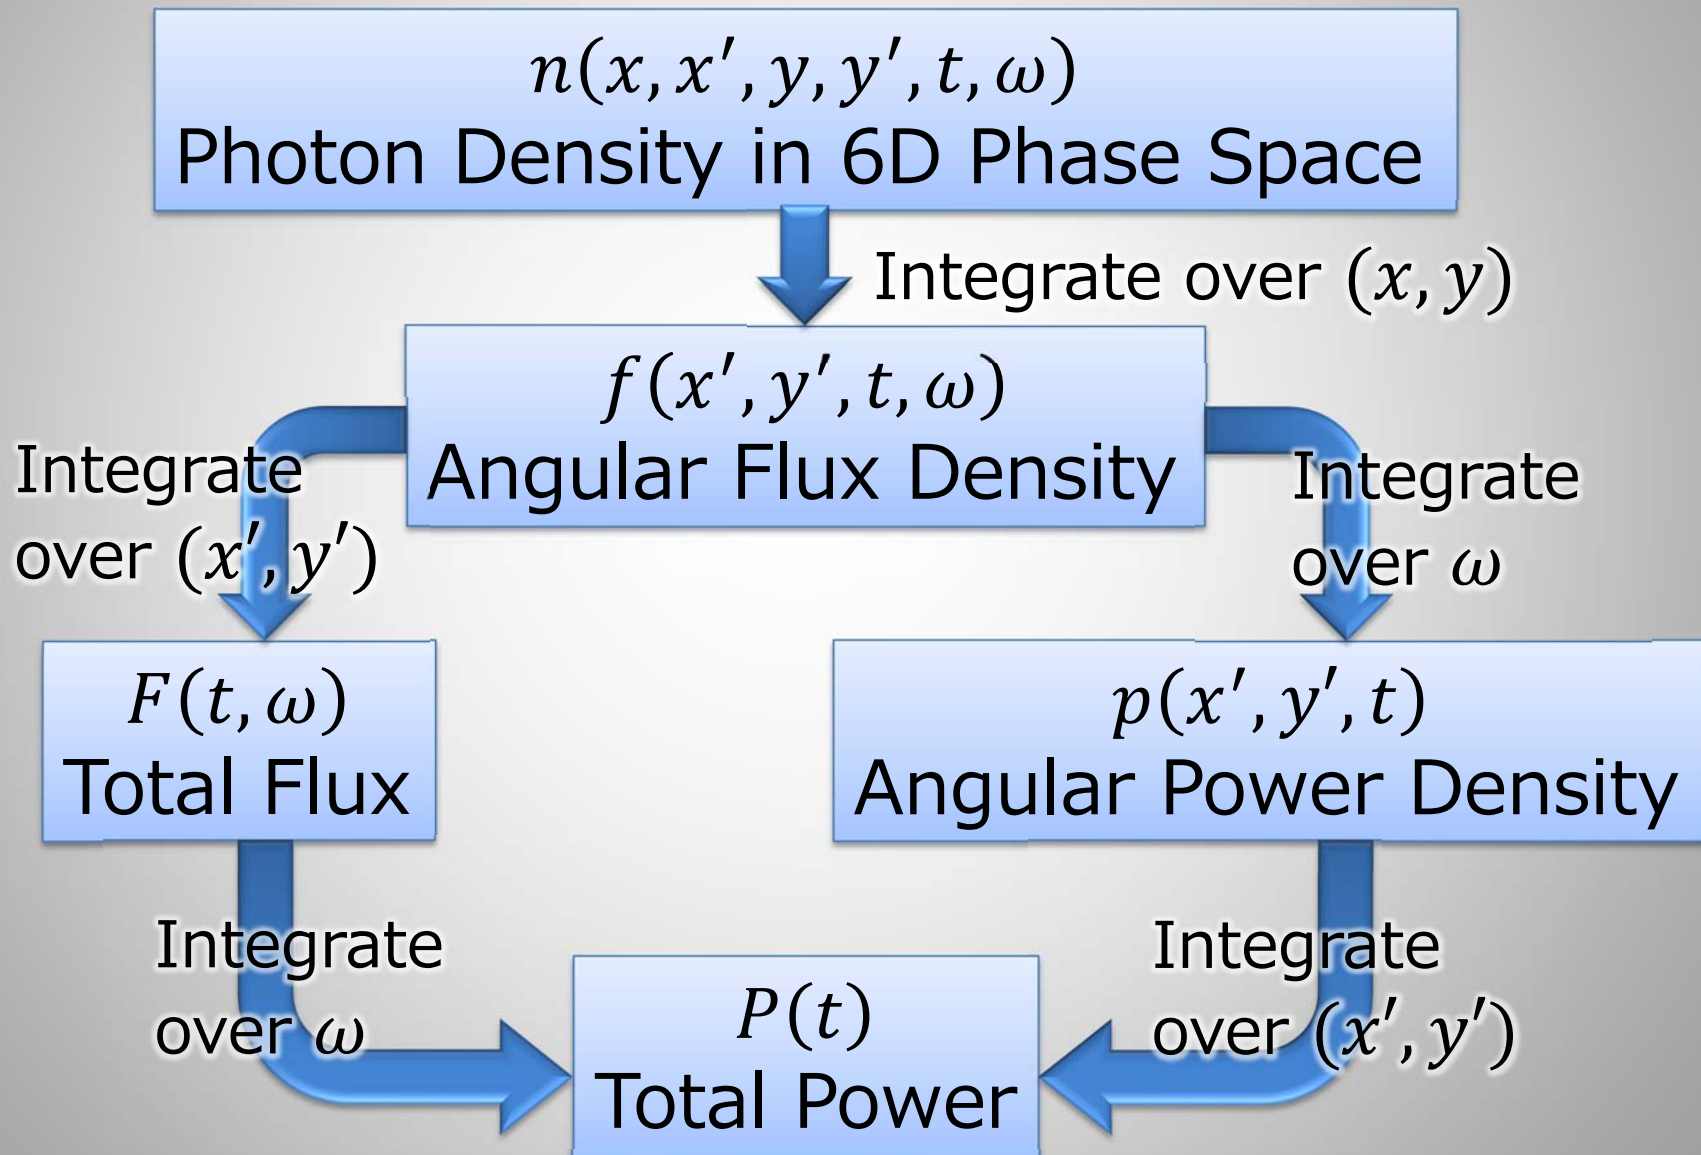 n(x, x′, y, y′, t, ω)
Photon Density in 6D Phase Space
Integrate over (x, y)
f(x′, y′, t, ω)
Angular Flux Density
Integrate
over (x′, y′)
Integrate
over ω
F(t, ω)
Total Flux
p(x′, y′, t)
Angular Power Density
Integrate
over ω
Integrate
over (x′, y′)
P(t)
Total Power